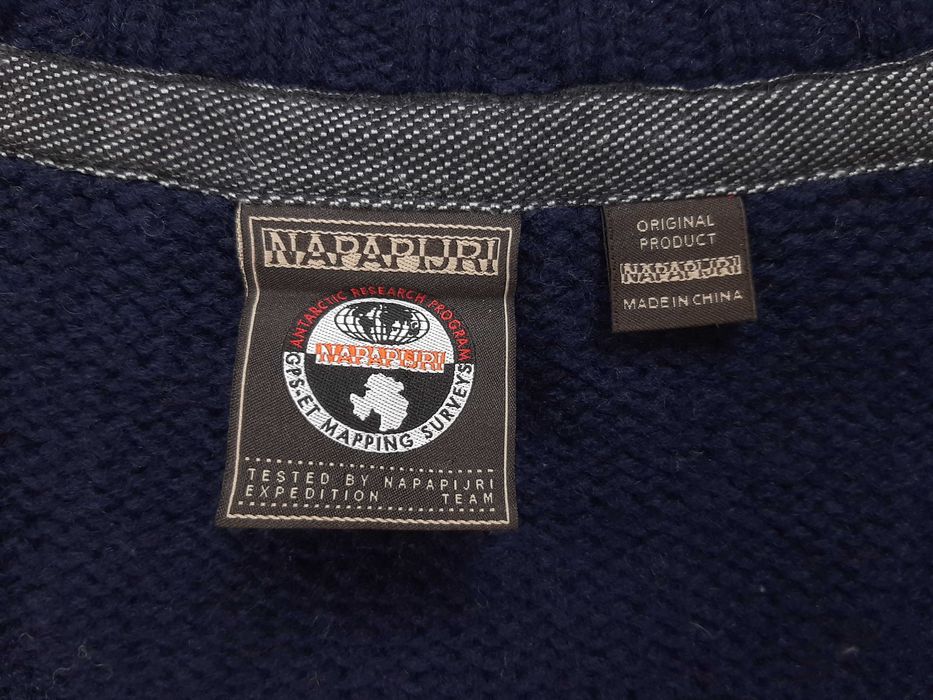 NAPAPIJRI
ANTARCTIC RESEARCH PROGRAM
NAPAPIJRI
GPS-ET MAPPING SURVEYS
TESTED BY NAPAPIJRI
EXPEDITION TEAM
ORIGINAL
PRODUCT
NAPAPIJRI
MADE IN CHINA